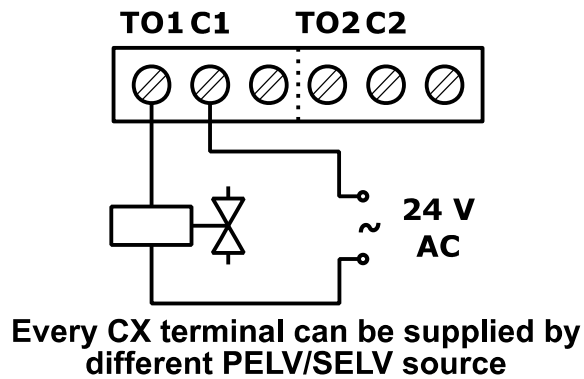 TO1 C1 TO2 C2
24 V
~
AC
Every CX terminal can be supplied by
different PELV/SELV source